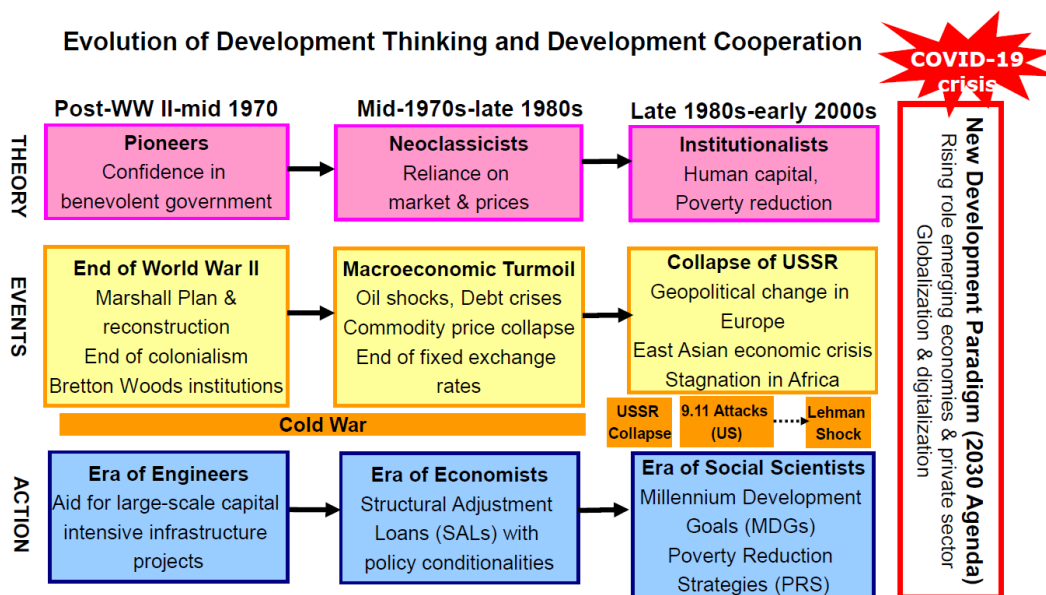 Evolution of Development Thinking and Development Cooperation
COVID-19
crisis
Post-WW II-mid 1970
Mid-1970s-late 1980s
Late 1980s-early 2000s
THEORY
Pioneers
Confidence in
benevolent government
Neoclassicists
Reliance on
market & prices
Institutionalists
Human capital,
Poverty reduction
EVENTS
End of World War II
Marshall Plan &
reconstruction
End of colonialism
Bretton Woods institutions
Macroeconomic Turmoil
Oil shocks, Debt crises
Commodity price collapse
End of fixed exchange
rates
Collapse of USSR
Geopolitical change in
Europe
East Asian economic crisis
Stagnation in Africa
Cold War
USSR
Collapse
9.11 Attacks
(US)
Lehman
Shock
ACTION
Era of Engineers
Aid for large-scale capital
intensive infrastructure
projects
Era of Economists
Structural Adjustment
Loans (SALs) with
policy conditionalities
Era of Social Scientists
Millennium Development
Goals (MDGs)
Poverty Reduction
Strategies (PRS)
New Development Paradigm (2030 Agenda)
Rising role emerging economies & private sector
Globalization & digitalization